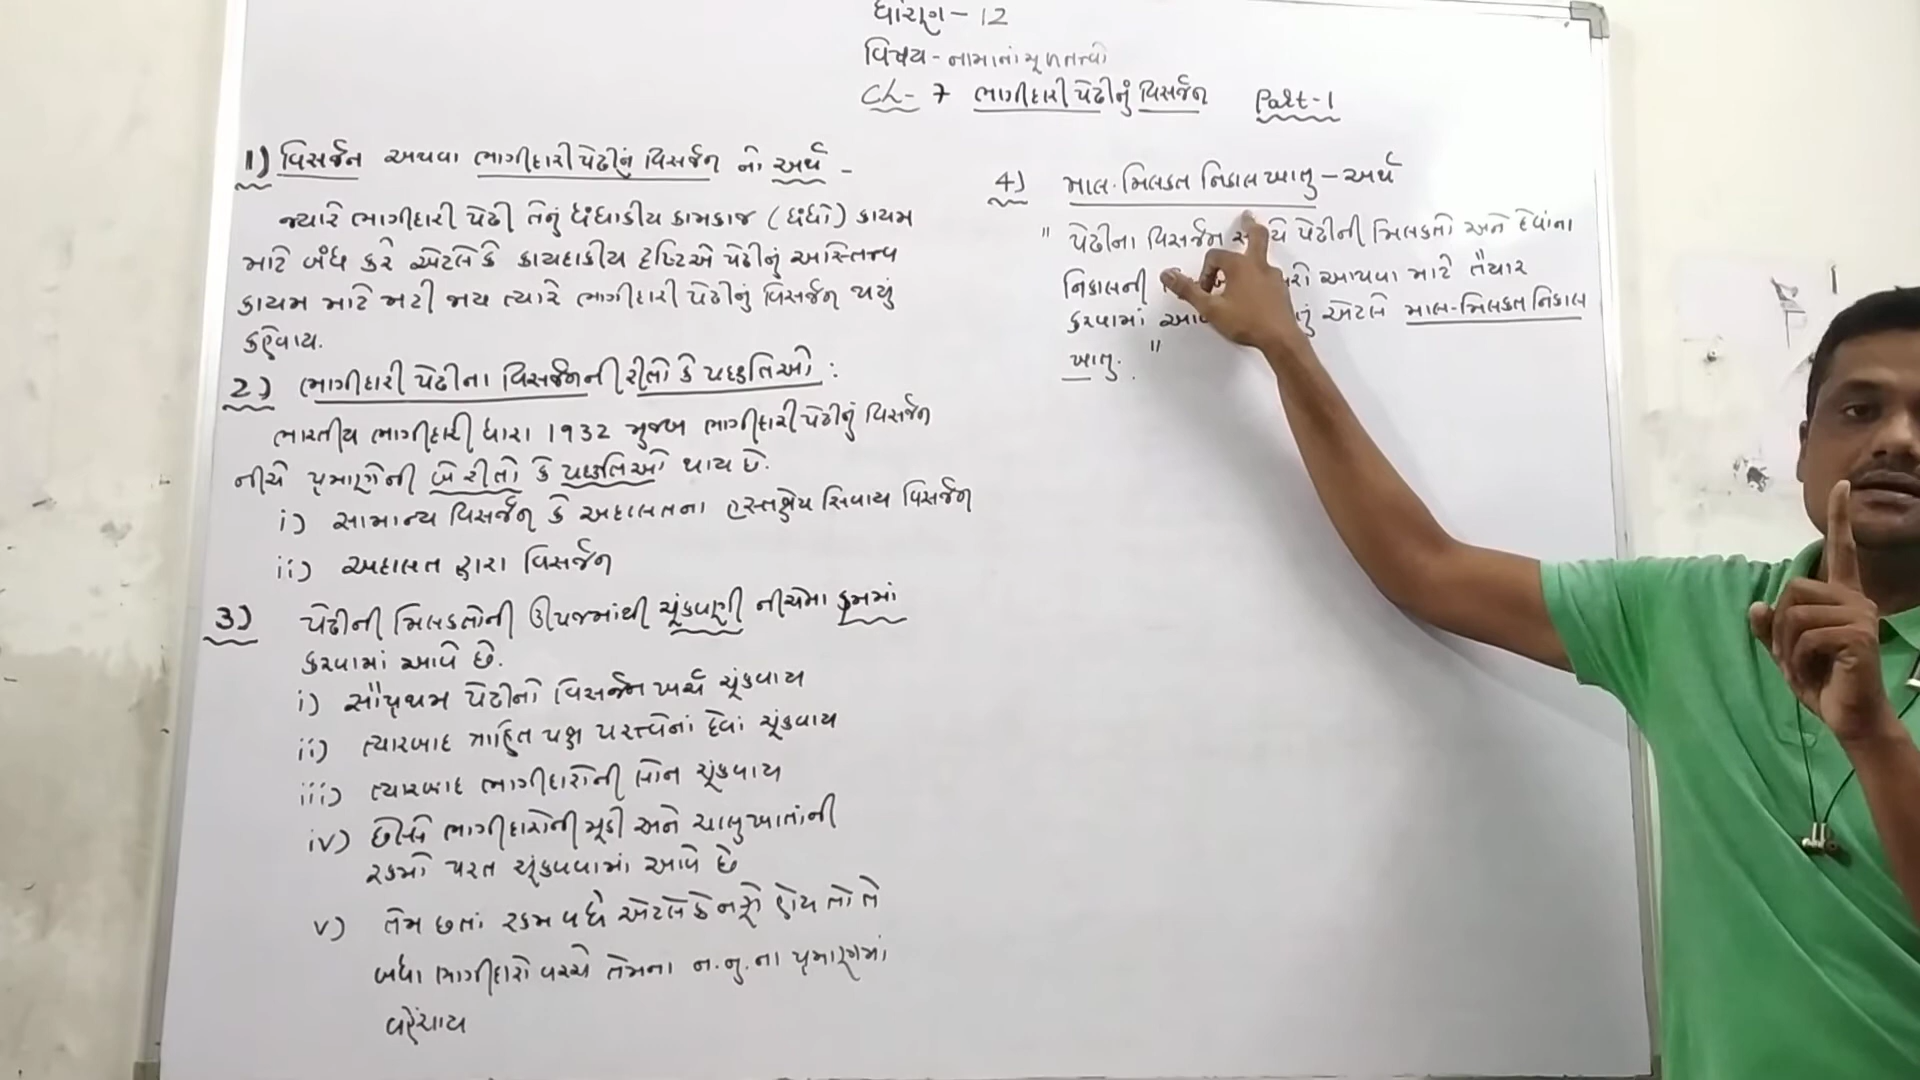 ધોરણ - 12
વિષય - નામાનાં મૂળતત્ત્વો
Ch - 7 ભાગીદારી પેઢીનું વિસર્જન Part-1
1) વિસર્જન અથવા ભાગીદારી પેઢીનું વિસર્જન નો અર્થ -
જ્યારે ભાગીદારી પેઢી તેનું ધંધાકીય કામકાજ (ધંધો) કાયમ
માટે બંધ કરે એટલે કે કાયદાકીય દૃષ્ટિએ પેઢીનું અસ્તિત્વ
કાયમ માટે મટી જાય ત્યારે ભાગીદારી પેઢીનું વિસર્જન થયું
કહેવાય.
2) ભાગીદારી પેઢીના વિસર્જનની રીતો કે પદ્ધતિઓ :
ભારતીય ભાગીદારી ધારા 1932 મુજબ ભાગીદારી પેઢીનું વિસર્જન
નીચે પ્રમાણેની બે રીતો કે પદ્ધતિઓ થાય છે.
i) સામાન્ય વિસર્જન કે અદાલતના હસ્તક્ષેપ સિવાય વિસર્જન
ii) અદાલત દ્વારા વિસર્જન
3) પેઢીની મિલકતોની ઊપજમાંથી ચૂંકવણી નીચેના ક્રમમાં
કરવામાં આવે છે.
i) સૌપ્રથમ પેઢીનો વિસર્જન ખર્ચ ચૂંકવાય
ii) ત્યારબાદ ત્રાહિત પક્ષ પરત્વેનાં દેવાં ચૂંકવાય
iii) ત્યારબાદ ભાગીદારોની લોન ચૂંકવાય
iv) છેલ્લે ભાગીદારોની મૂડી અને ચાલુ ખાતાંની
રકમો પરત ચૂંકવવામાં આવે છે
v) તેમ છતાં રકમ વધે એટલે કે નફો હોય તો તે
બધા ભાગીદારો વચ્ચે તેમના ન.નુ.ના પ્રમાણમાં
વહેંચાય
4) માલ-મિલકત નિકાલ ખાતુ - અર્થ
" પેઢીના વિસર્જન પેઢીની મિલકતો અને દેવાંના
નિકાલની આપવા માટે તૈયાર
કરવામાં એટલે માલ-મિલકત નિકાલ
ખાતુ. "